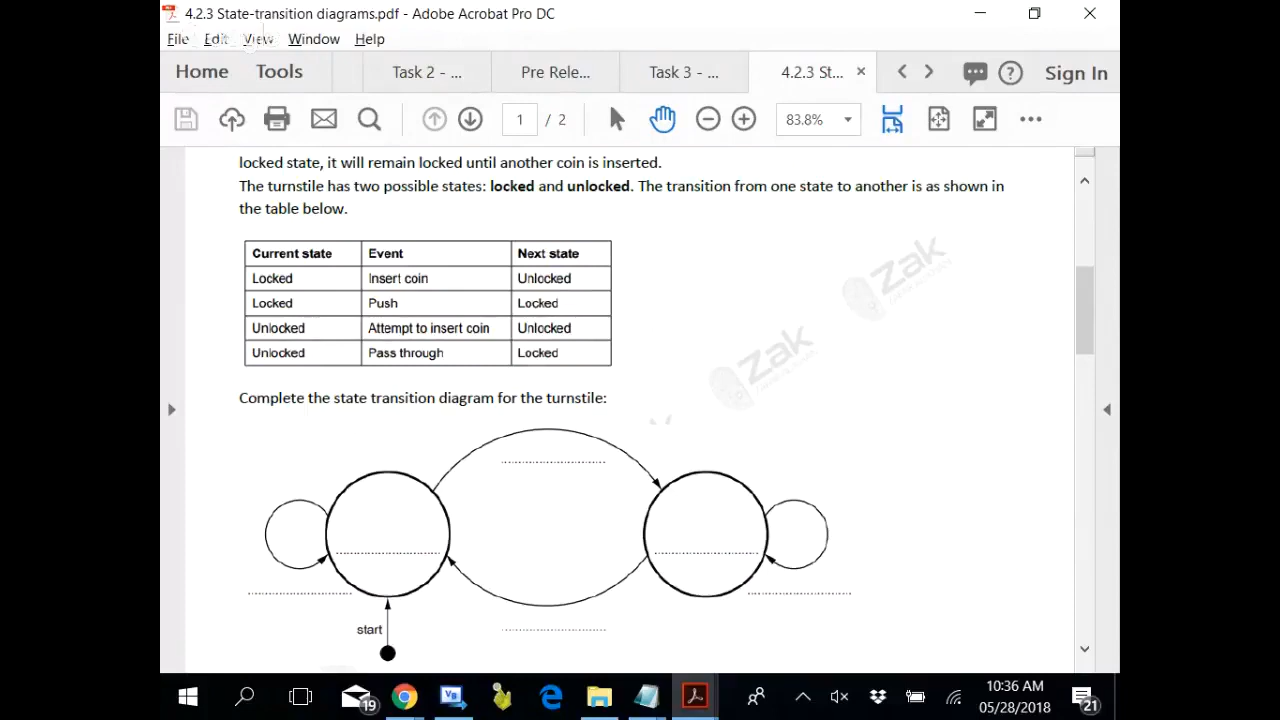 4.2.3 State-transition diagrams.pdf - Adobe Acrobat Pro DC
File Edit View Window Help
Home Tools Task 2 - ... Pre Rele... Task 3 - ... 4.2.3 St... × Sign In
1 / 2 83.8%
locked state, it will remain locked until another coin is inserted.
The turnstile has two possible states: locked and unlocked. The transition from one state to another is as shown in
the table below.
Current state Event Next state
Locked Insert coin Unlocked
Locked Push Locked
Unlocked Attempt to insert coin Unlocked
Unlocked Pass through Locked
Zak
Zak
Complete the state transition diagram for the turnstile:
start
19
10:36 AM
05/28/2018
21